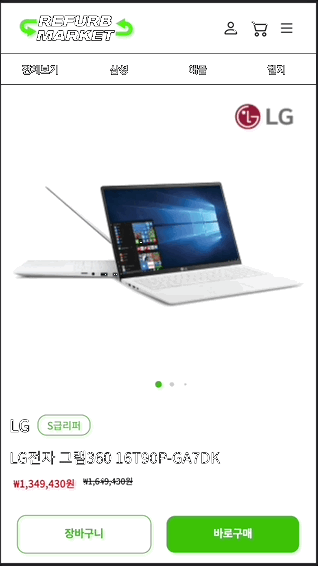 REFURB
MARKET
전체보기 삼성 애플 엘지
LG
LG
LG S급리퍼
LG전자 그램360 16T90P-GA7DK
₩1,349,430원 ₩1,649,430원
장바구니 바로구매